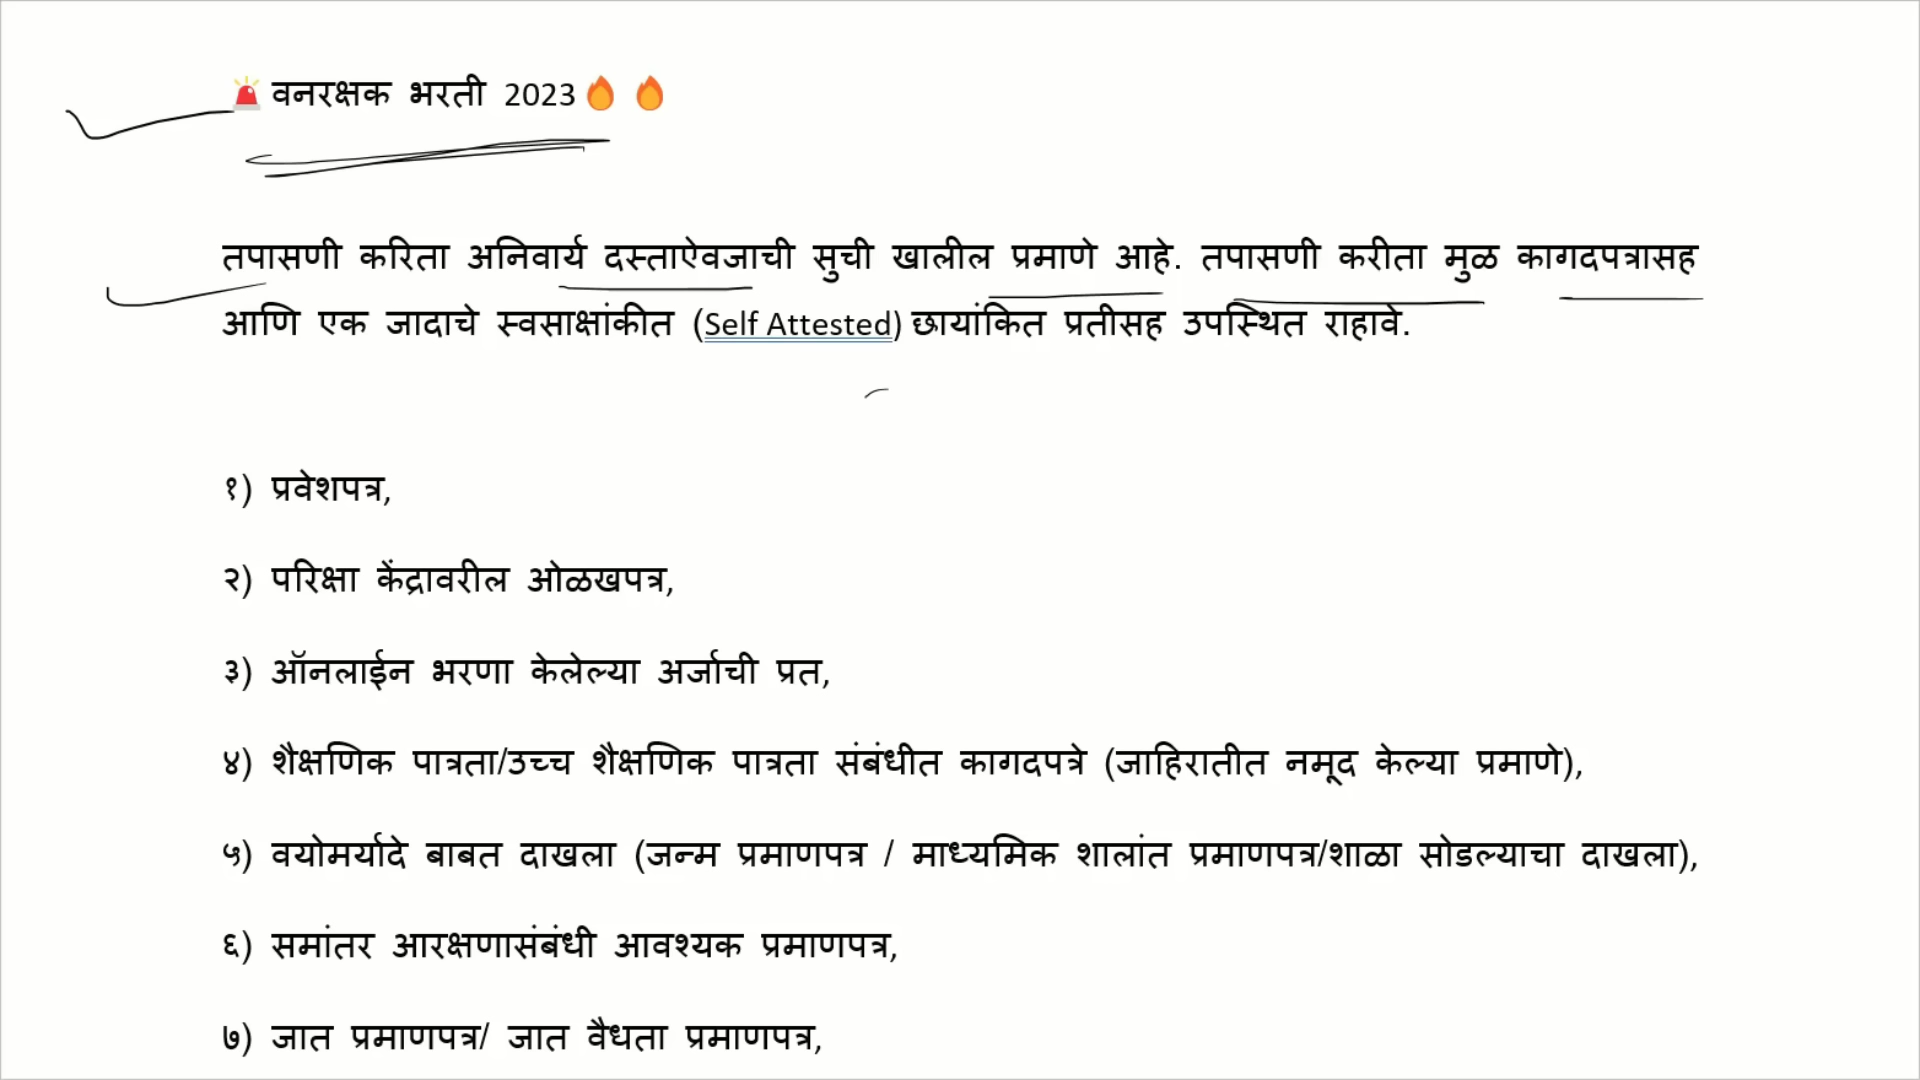 🚨वनरक्षक भरती 2023🔥 🔥
तपासणी करिता अनिवार्य दस्ताऐवजाची सुची खालील प्रमाणे आहे. तपासणी करीता मुळ कागदपत्रासह
आणि एक जादाचे स्वसाक्षांकीत (Self Attested) छायांकित प्रतीसह उपस्थित राहावे.
१) प्रवेशपत्र,
२) परिक्षा केंद्रावरील ओळखपत्र,
३) ऑनलाईन भरणा केलेल्या अर्जाची प्रत,
४) शैक्षणिक पात्रता/उच्च शैक्षणिक पात्रता संबंधीत कागदपत्रे (जाहिरातीत नमूद केल्या प्रमाणे),
५) वयोमर्यादे बाबत दाखला (जन्म प्रमाणपत्र / माध्यमिक शालांत प्रमाणपत्र/शाळा सोडल्याचा दाखला),
६) समांतर आरक्षणासंबंधी आवश्यक प्रमाणपत्र,
७) जात प्रमाणपत्र/ जात वैधता प्रमाणपत्र,